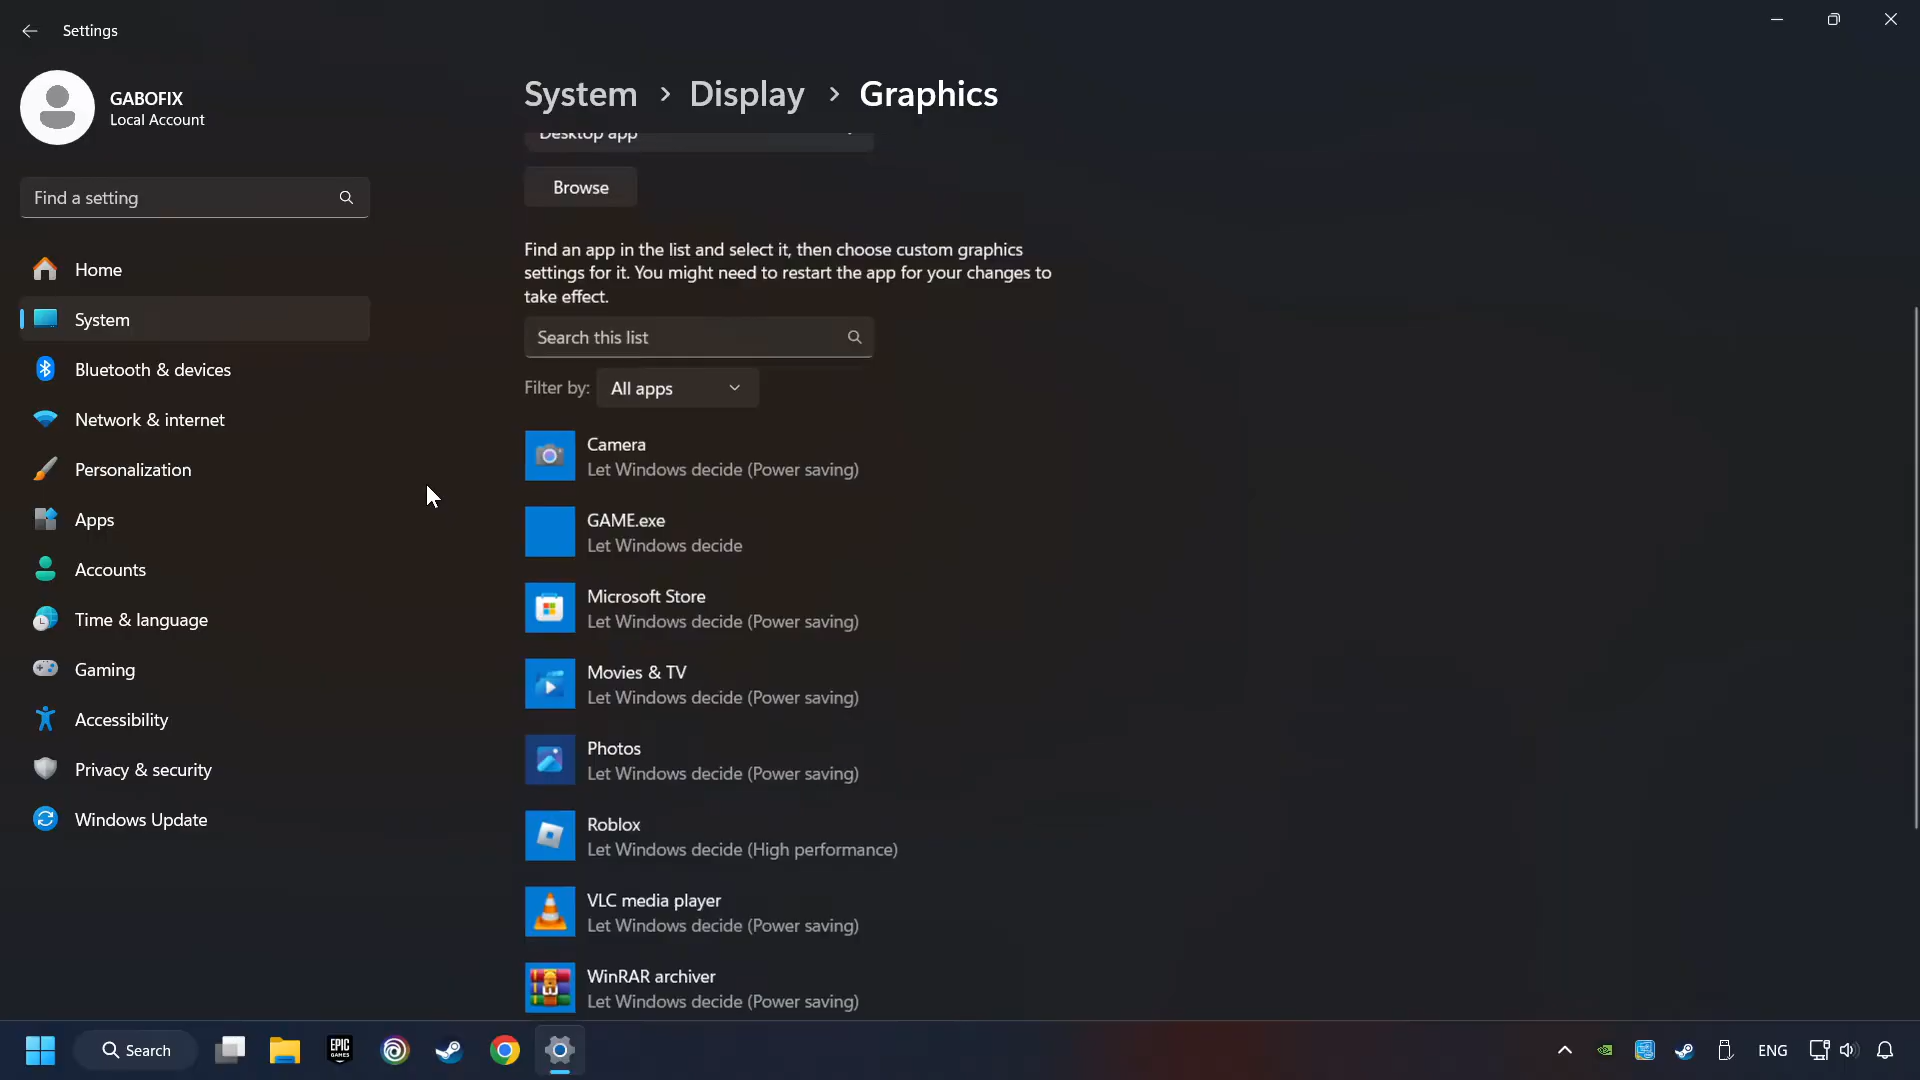 Settings
GABOFIX
Local Account
Find a setting
Home
System
Bluetooth & devices
Network & internet
Personalization
Apps
Accounts
Time & language
Gaming
Accessibility
Privacy & security
Windows Update
System > Display > Graphics
Desktop app
Browse
Find an app in the list and select it, then choose custom graphics
settings for it. You might need to restart the app for your changes to
take effect.
Search this list
Filter by: All apps
Camera
Let Windows decide (Power saving)
GAME.exe
Let Windows decide
Microsoft Store
Let Windows decide (Power saving)
Movies & TV
Let Windows decide (Power saving)
Photos
Let Windows decide (Power saving)
Roblox
Let Windows decide (High performance)
VLC media player
Let Windows decide (Power saving)
WinRAR archiver
Let Windows decide (Power saving)
Search
EPIC
GAMES
ENG